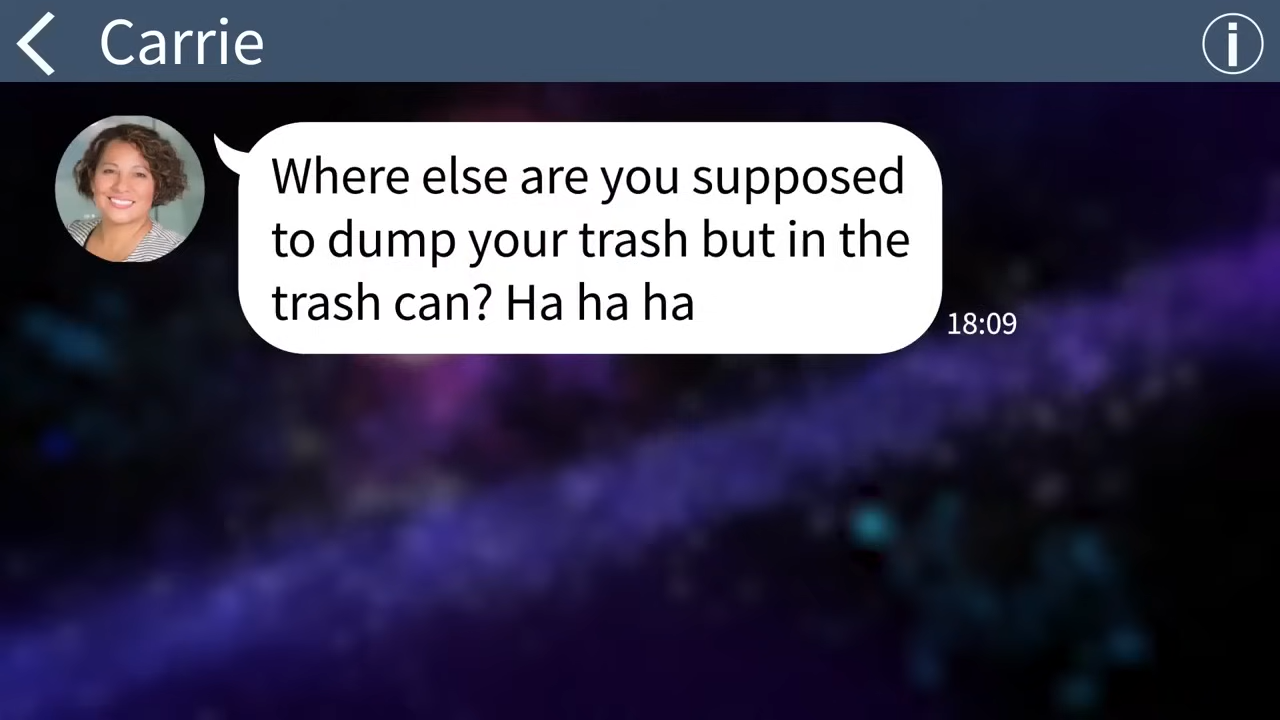 Carrie
Where else are you supposed
to dump your trash but in the
trash can? Ha ha ha
18:09